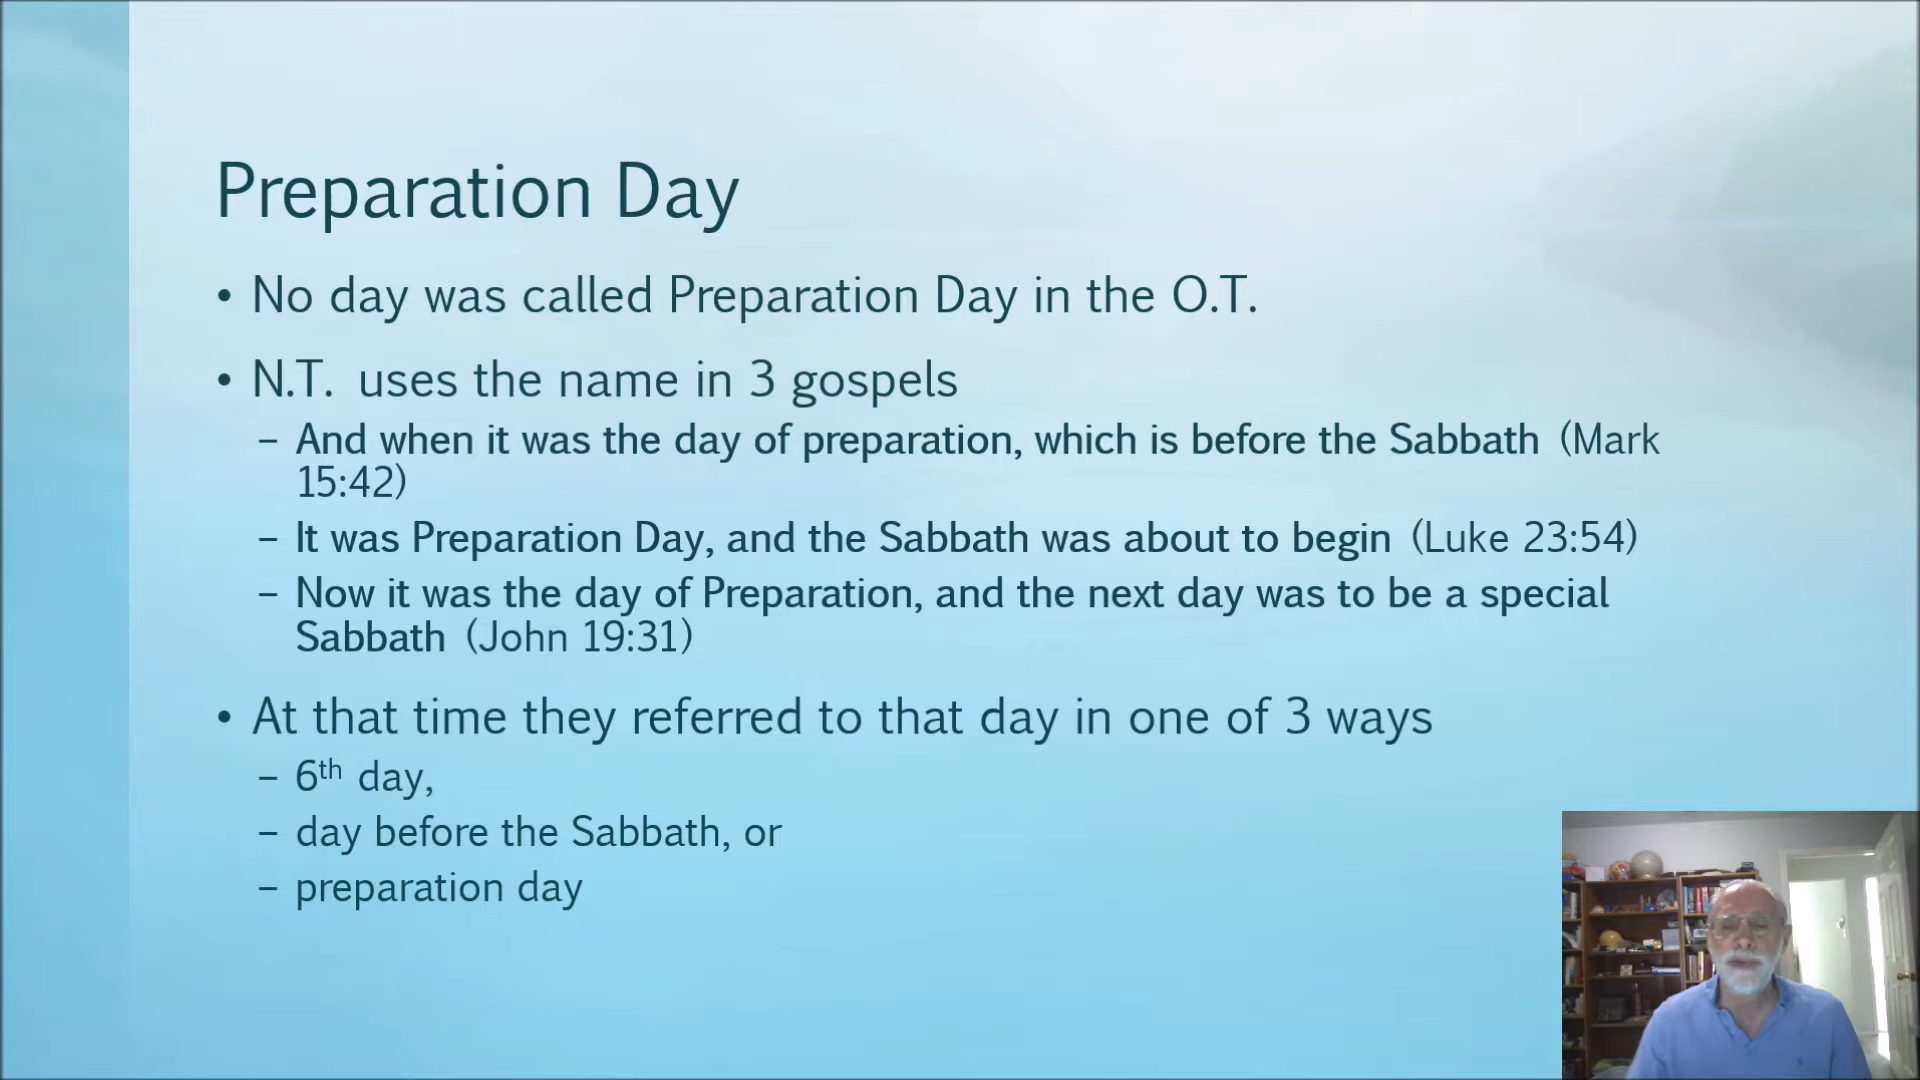 Preparation Day
• No day was called Preparation Day in the O.T.
• N.T. uses the name in 3 gospels
– And when it was the day of preparation, which is before the Sabbath (Mark
15:42)
– It was Preparation Day, and the Sabbath was about to begin (Luke 23:54)
– Now it was the day of Preparation, and the next day was to be a special
Sabbath (John 19:31)
• At that time they referred to that day in one of 3 ways
– 6th day,
– day before the Sabbath, or
– preparation day